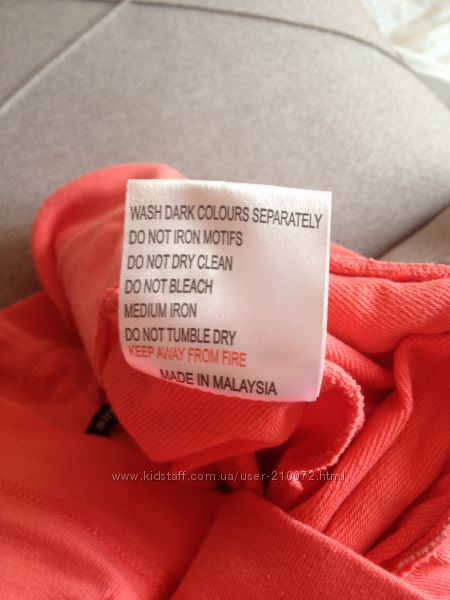 WASH DARK COLOURS SEPARATELY
DO NOT IRON MOTIFS
DO NOT DRY CLEAN
DO NOT BLEACH
MEDIUM IRON
DO NOT TUMBLE DRY
KEEP AWAY FROM FIRE
MADE IN MALAYSIA
www.kidstaff.com.ua/user-210072.html